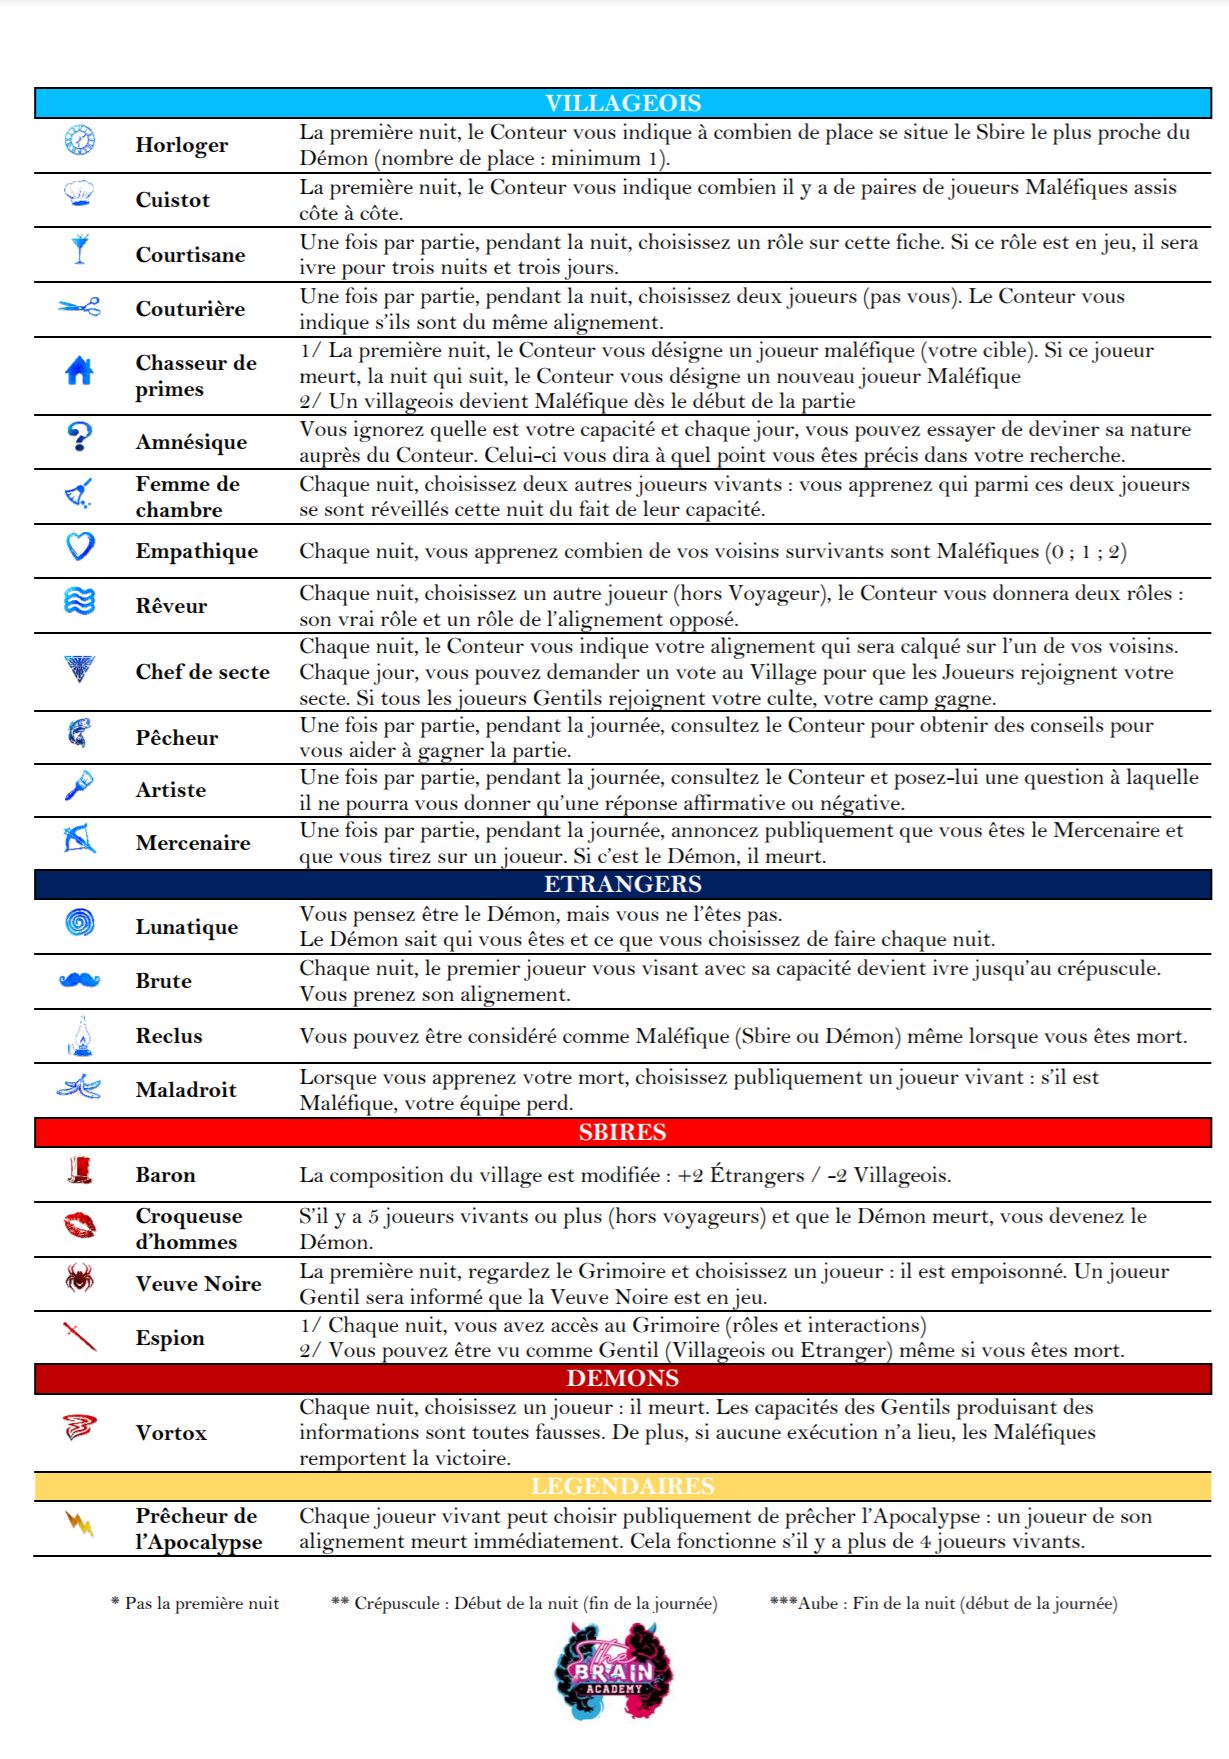 VILLAGEOIS
Horloger
La première nuit, le Conteur vous indique à combien de place se situe le Sbire le plus proche du
Démon (nombre de place : minimum 1).
Cuistot
La première nuit, le Conteur vous indique combien il y a de paires de joueurs Maléfiques assis
côte à côte.
Courtisane
Une fois par partie, pendant la nuit, choisissez un rôle sur cette fiche. Si ce rôle est en jeu, il sera
ivre pour trois nuits et trois jours.
Couturière
Une fois par partie, pendant la nuit, choisissez deux joueurs (pas vous). Le Conteur vous
indique s'ils sont du même alignement.
Chasseur de
primes
1/ La première nuit, le Conteur vous désigne un joueur maléfique (votre cible). Si ce joueur
meurt, la nuit qui suit, le Conteur vous désigne un nouveau joueur Maléfique
2/ Un villageois devient Maléfique dès le début de la partie
Amnésique
Vous ignorez quelle est votre capacité et chaque jour, vous pouvez essayer de deviner sa nature
auprès du Conteur. Celui-ci vous dira à quel point vous êtes précis dans votre recherche.
Femme de
chambre
Chaque nuit, choisissez deux autres joueurs vivants : vous apprenez qui parmi ces deux joueurs
se sont réveillés cette nuit du fait de leur capacité.
Empathique
Chaque nuit, vous apprenez combien de vos voisins survivants sont Maléfiques (0 ; 1 ; 2)
Rêveur
Chaque nuit, choisissez un autre joueur (hors Voyageur), le Conteur vous donnera deux rôles :
son vrai rôle et un rôle de l'alignement opposé.
Chef de secte
Chaque nuit, le Conteur vous indique votre alignement qui sera calqué sur l'un de vos voisins.
Chaque jour, vous pouvez demander un vote au Village pour que les Joueurs rejoignent votre
secte. Si tous les joueurs Gentils rejoignent votre culte, votre camp gagne.
Pêcheur
Une fois par partie, pendant la journée, consultez le Conteur pour obtenir des conseils pour
vous aider à gagner la partie.
Artiste
Une fois par partie, pendant la journée, consultez le Conteur et posez-lui une question à laquelle
il ne pourra vous donner qu'une réponse affirmative ou négative.
Mercenaire
Une fois par partie, pendant la journée, annoncez publiquement que vous êtes le Mercenaire et
que vous tirez sur un joueur. Si c'est le Démon, il meurt.
ETRANGERS
Lunatique
Vous pensez être le Démon, mais vous ne l'êtes pas.
Le Démon sait qui vous êtes et ce que vous choisissez de faire chaque nuit.
Brute
Chaque nuit, le premier joueur vous visant avec sa capacité devient ivre jusqu'au crépuscule.
Vous prenez son alignement.
Reclus
Vous pouvez être considéré comme Maléfique (Sbire ou Démon) même lorsque vous êtes mort.
Maladroit
Lorsque vous apprenez votre mort, choisissez publiquement un joueur vivant : s'il est
Maléfique, votre équipe perd.
SBIRES
Baron
La composition du village est modifiée : +2 Étrangers / -2 Villageois.
Croqueuse
d'hommes
S'il y a 5 joueurs vivants ou plus (hors voyageurs) et que le Démon meurt, vous devenez le
Démon.
Veuve Noire
La première nuit, regardez le Grimoire et choisissez un joueur : il est empoisonné. Un joueur
Gentil sera informé que la Veuve Noire est en jeu.
Espion
1/ Chaque nuit, vous avez accès au Grimoire (rôles et interactions)
2/ Vous pouvez être vu comme Gentil (Villageois ou Etranger) même si vous êtes mort.
DEMONS
Vortox
Chaque nuit, choisissez un joueur : il meurt. Les capacités des Gentils produisant des
informations sont toutes fausses. De plus, si aucune exécution n'a lieu, les Maléfiques
remportent la victoire.
LEGENDAIRES
Prêcheur de
l'Apocalypse
Chaque joueur vivant peut choisir publiquement de prêcher l'Apocalypse : un joueur de son
alignement meurt immédiatement. Cela fonctionne s'il y a plus de 4 joueurs vivants.
* Pas la première nuit ** Crépuscule : Début de la nuit (fin de la journée) ***Aube : Fin de la nuit (début de la journée)
The
BRAIN
ACADEMY